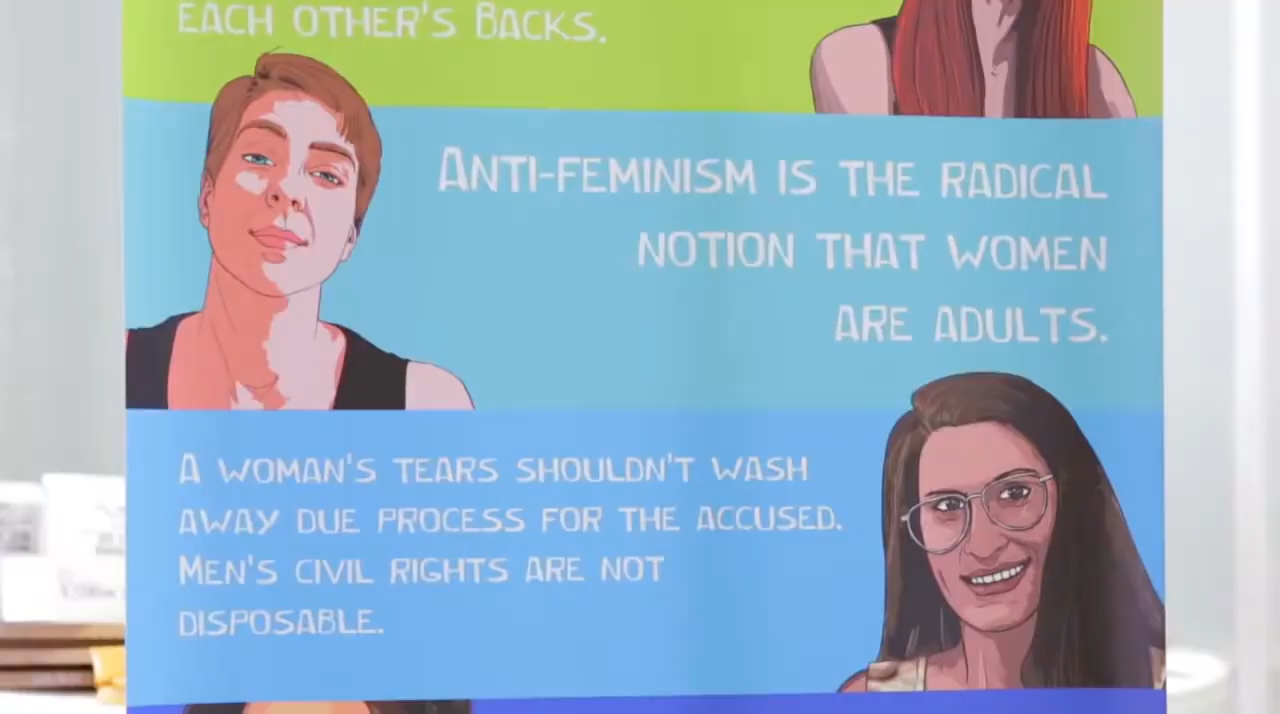 EACH OTHER'S BACKS.
ANTI-FEMINISM IS THE RADICAL
NOTION THAT WOMEN
ARE ADULTS.
A WOMAN'S TEARS SHOULDN'T WASH
AWAY DUE PROCESS FOR THE ACCUSED.
MEN'S CIVIL RIGHTS ARE NOT
DISPOSABLE.